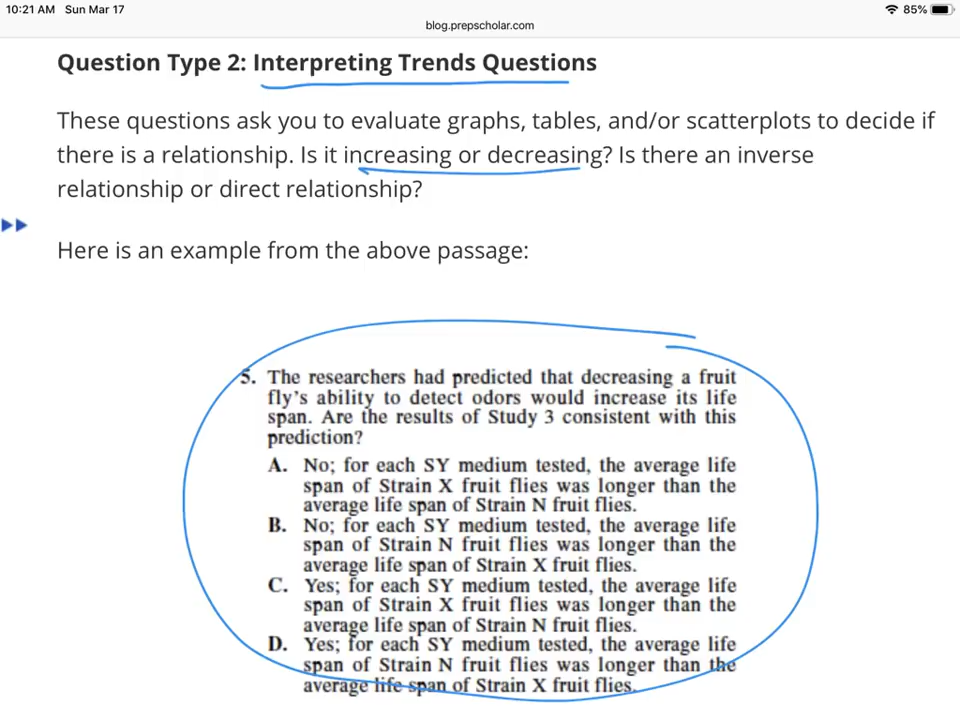 10:21 AM Sun Mar 17
85%
blog.prepscholar.com
Question Type 2: Interpreting Trends Questions
These questions ask you to evaluate graphs, tables, and/or scatterplots to decide if
there is a relationship. Is it increasing or decreasing? Is there an inverse
relationship or direct relationship?
Here is an example from the above passage:
5. The researchers had predicted that decreasing a fruit
fly's ability to detect odors would increase its life
span. Are the results of Study 3 consistent with this
prediction?
A. No; for each SY medium tested, the average life
span of Strain X fruit flies was longer than the
average life span of Strain N fruit flies.
B. No; for each SY medium tested, the average life
span of Strain N fruit flies was longer than the
average life span of Strain X fruit flies.
C. Yes; for each SY medium tested, the average life
span of Strain X fruit flies was longer than the
average life span of Strain N fruit flies.
D. Yes; for each SY medium tested, the average life
span of Strain N fruit flies was longer than the
average life span of Strain X fruit flies.